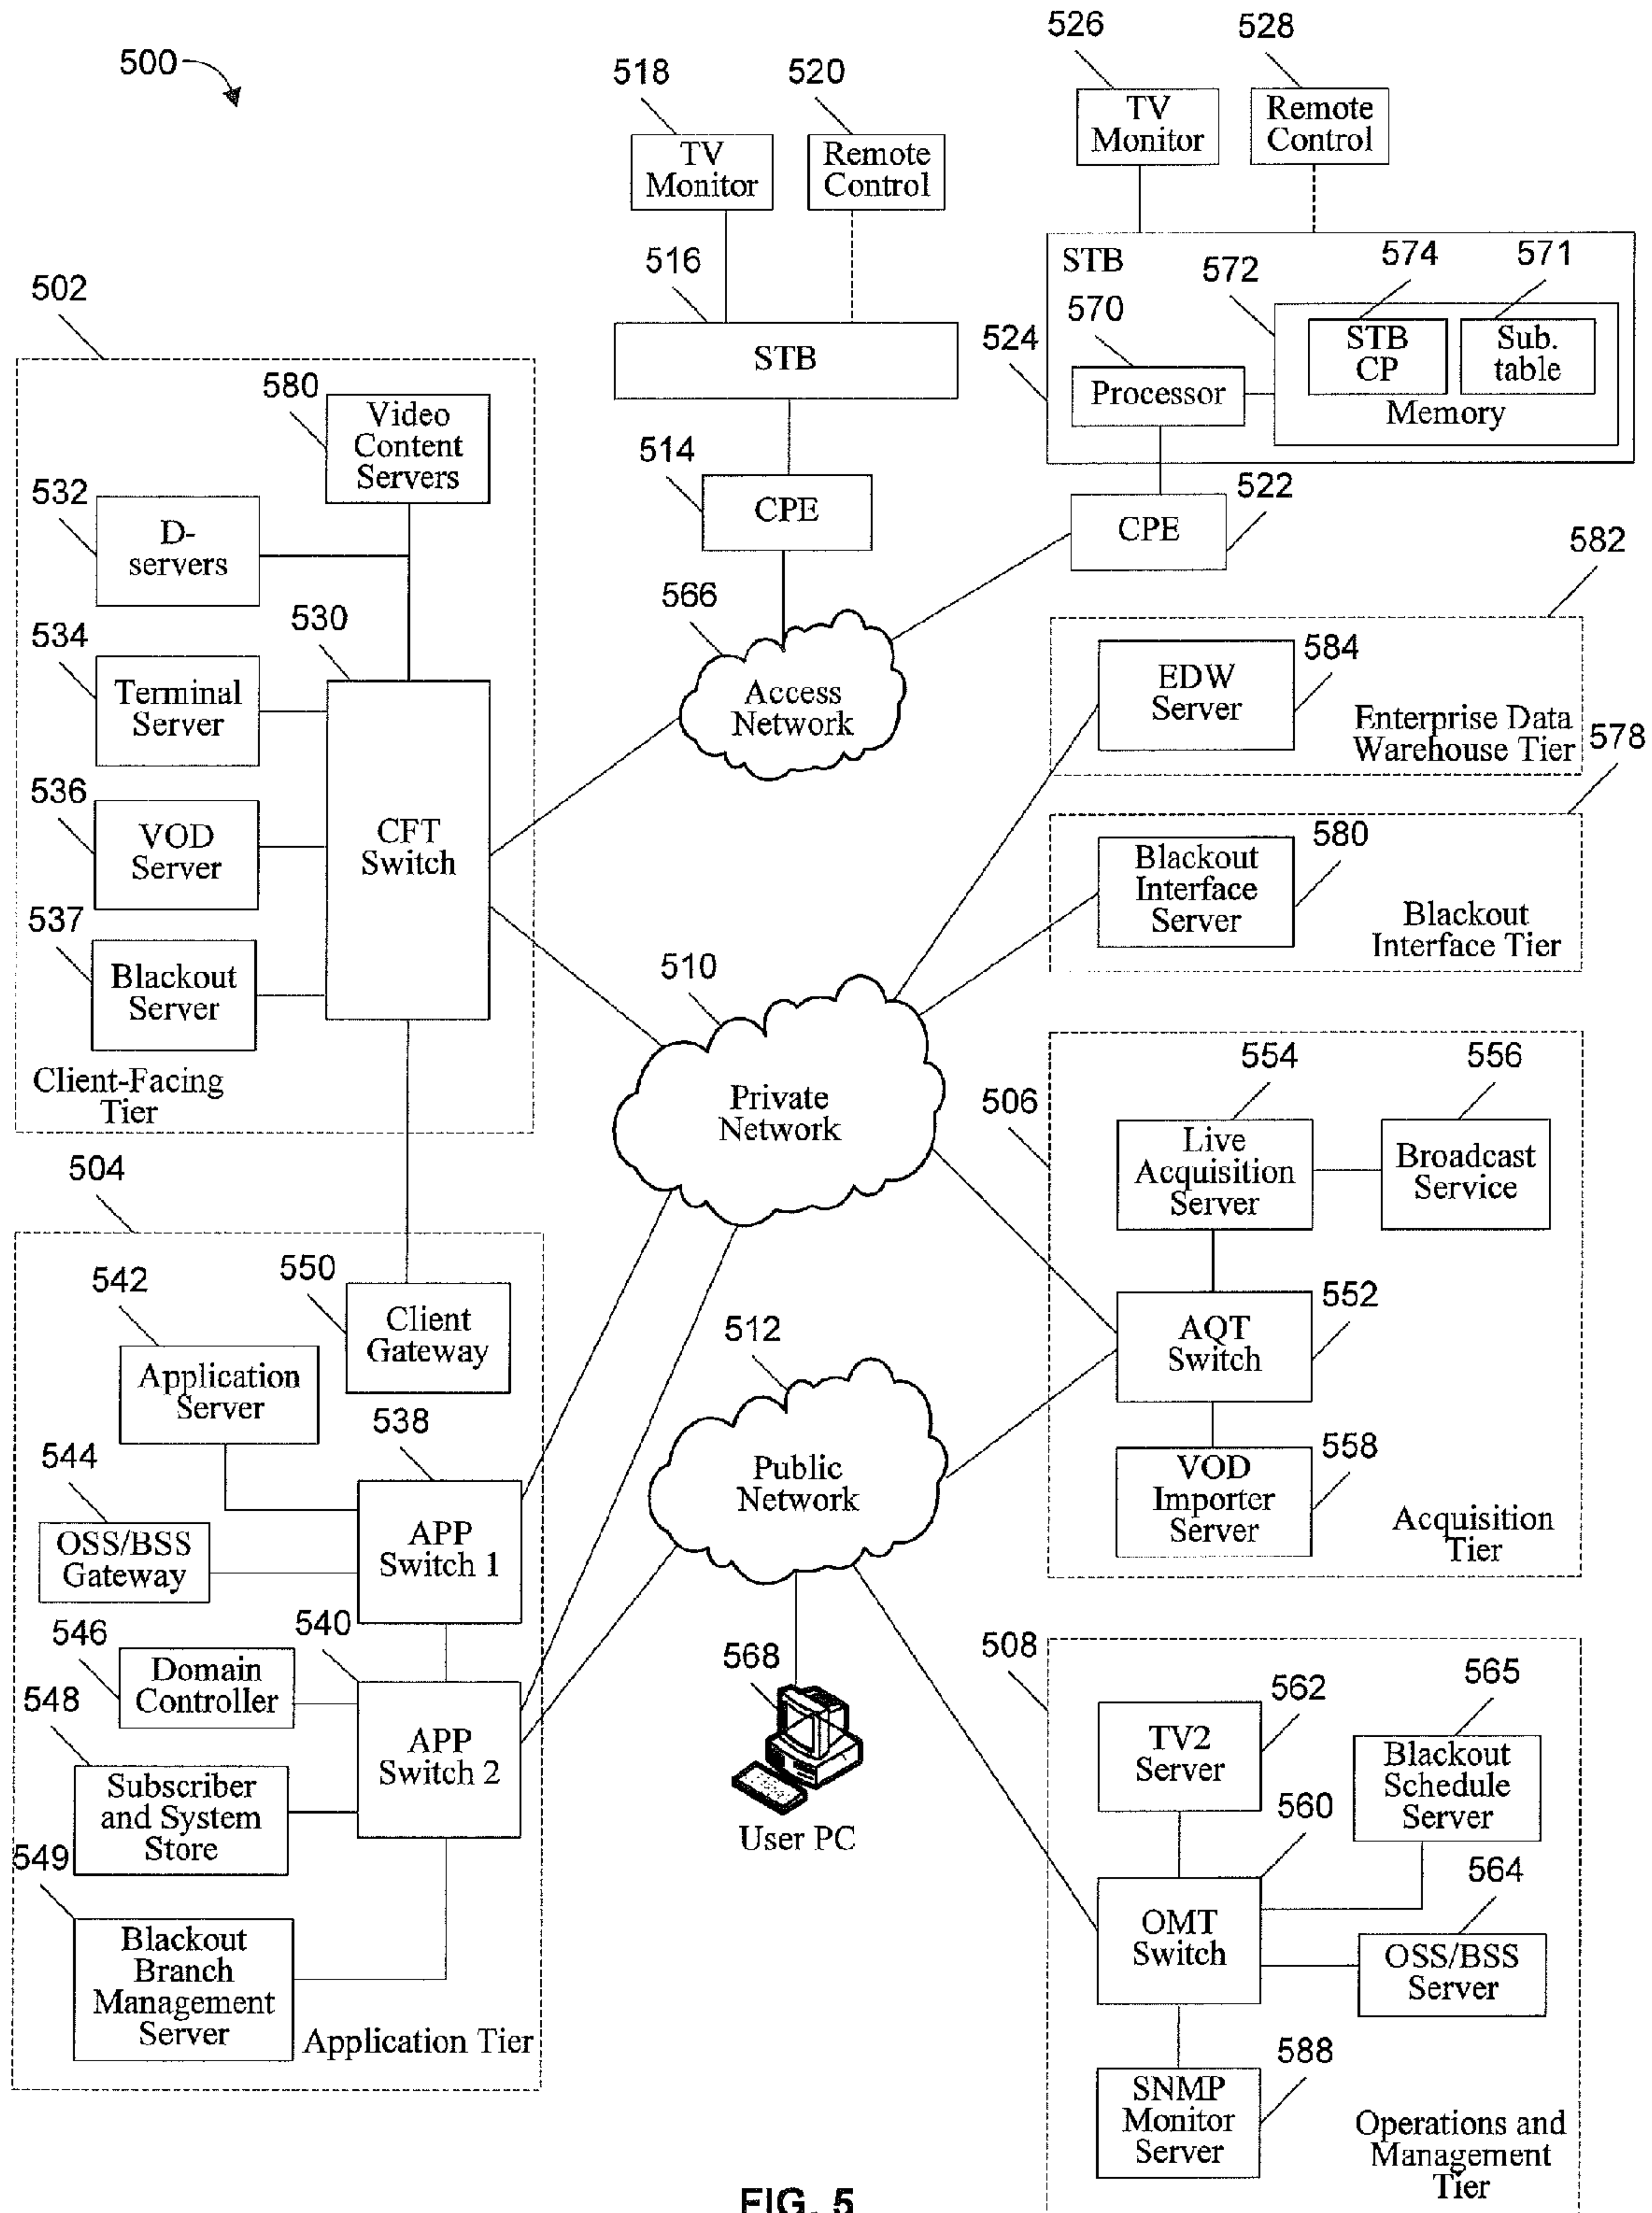 500
518
TV
Monitor
520
Remote
Control
526
TV
Monitor
528
Remote
Control
516
STB
514
CPE
STB
524
570
Processor
572
574
STB
CP
571
Sub.
table
Memory
522
CPE
502
580
Video
Content
Servers
532
D-
servers
534
Terminal
Server
530
CFT
Switch
536
VOD
Server
537
Blackout
Server
Client-Facing
Tier
566
Access
Network
582
584
EDW
Server
Enterprise Data
Warehouse Tier
578
580
Blackout
Interface
Server
Blackout
Interface Tier
510
Private
Network
506
554
Live
Acquisition
Server
556
Broadcast
Service
552
AQT
Switch
558
VOD
Importer
Server
Acquisition
Tier
504
542
Application
Server
550
Client
Gateway
538
APP
Switch 1
544
OSS/BSS
Gateway
546
Domain
Controller
540
APP
Switch 2
548
Subscriber
and System
Store
549
Blackout
Branch
Management
Server
Application Tier
512
Public
Network
568
User PC
508
562
TV2
Server
565
Blackout
Schedule
Server
560
OMT
Switch
564
OSS/BSS
Server
588
SNMP
Monitor
Server
Operations and
Management
Tier
FIG. 5